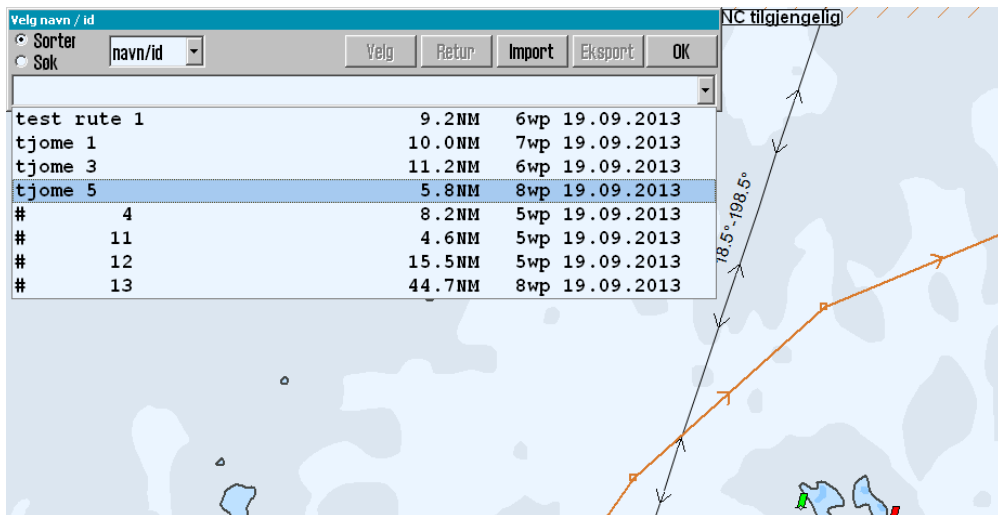 Velg navn / id
NC tilgjengelig
Sorter
Søk
navn/id
Velg
Retur
Import
Eksport
OK
test rute 1 9.2NM 6wp 19.09.2013
tjome 1 10.0NM 7wp 19.09.2013
tjome 3 11.2NM 6wp 19.09.2013
tjome 5 5.8NM 8wp 19.09.2013
# 4 8.2NM 5wp 19.09.2013
# 11 4.6NM 5wp 19.09.2013
# 12 15.5NM 5wp 19.09.2013
# 13 44.7NM 8wp 19.09.2013
18.5°-198.5°